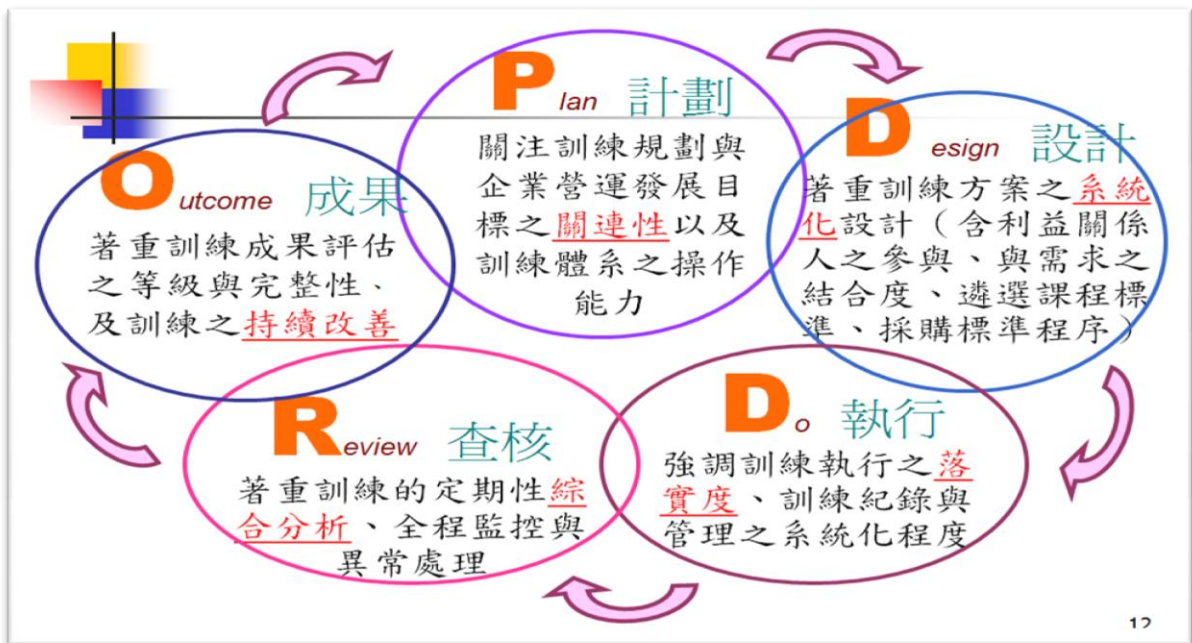 Plan 計劃
關注訓練規劃與
企業營運發展目
標之關連性以及
訓練體系之操作
能力
Design 設計
著重訓練方案之系統
化設計（含利益關係
人之參與、與需求之
結合度、遴選課程標
準、採購標準程序）
Do 執行
強調訓練執行之落
實度、訓練紀錄與
管理之系統化程度
Review 查核
著重訓練的定期性綜
合分析、全程監控與
異常處理
Outcome 成果
著重訓練成果評估
之等級與完整性、
及訓練之持續改善
12